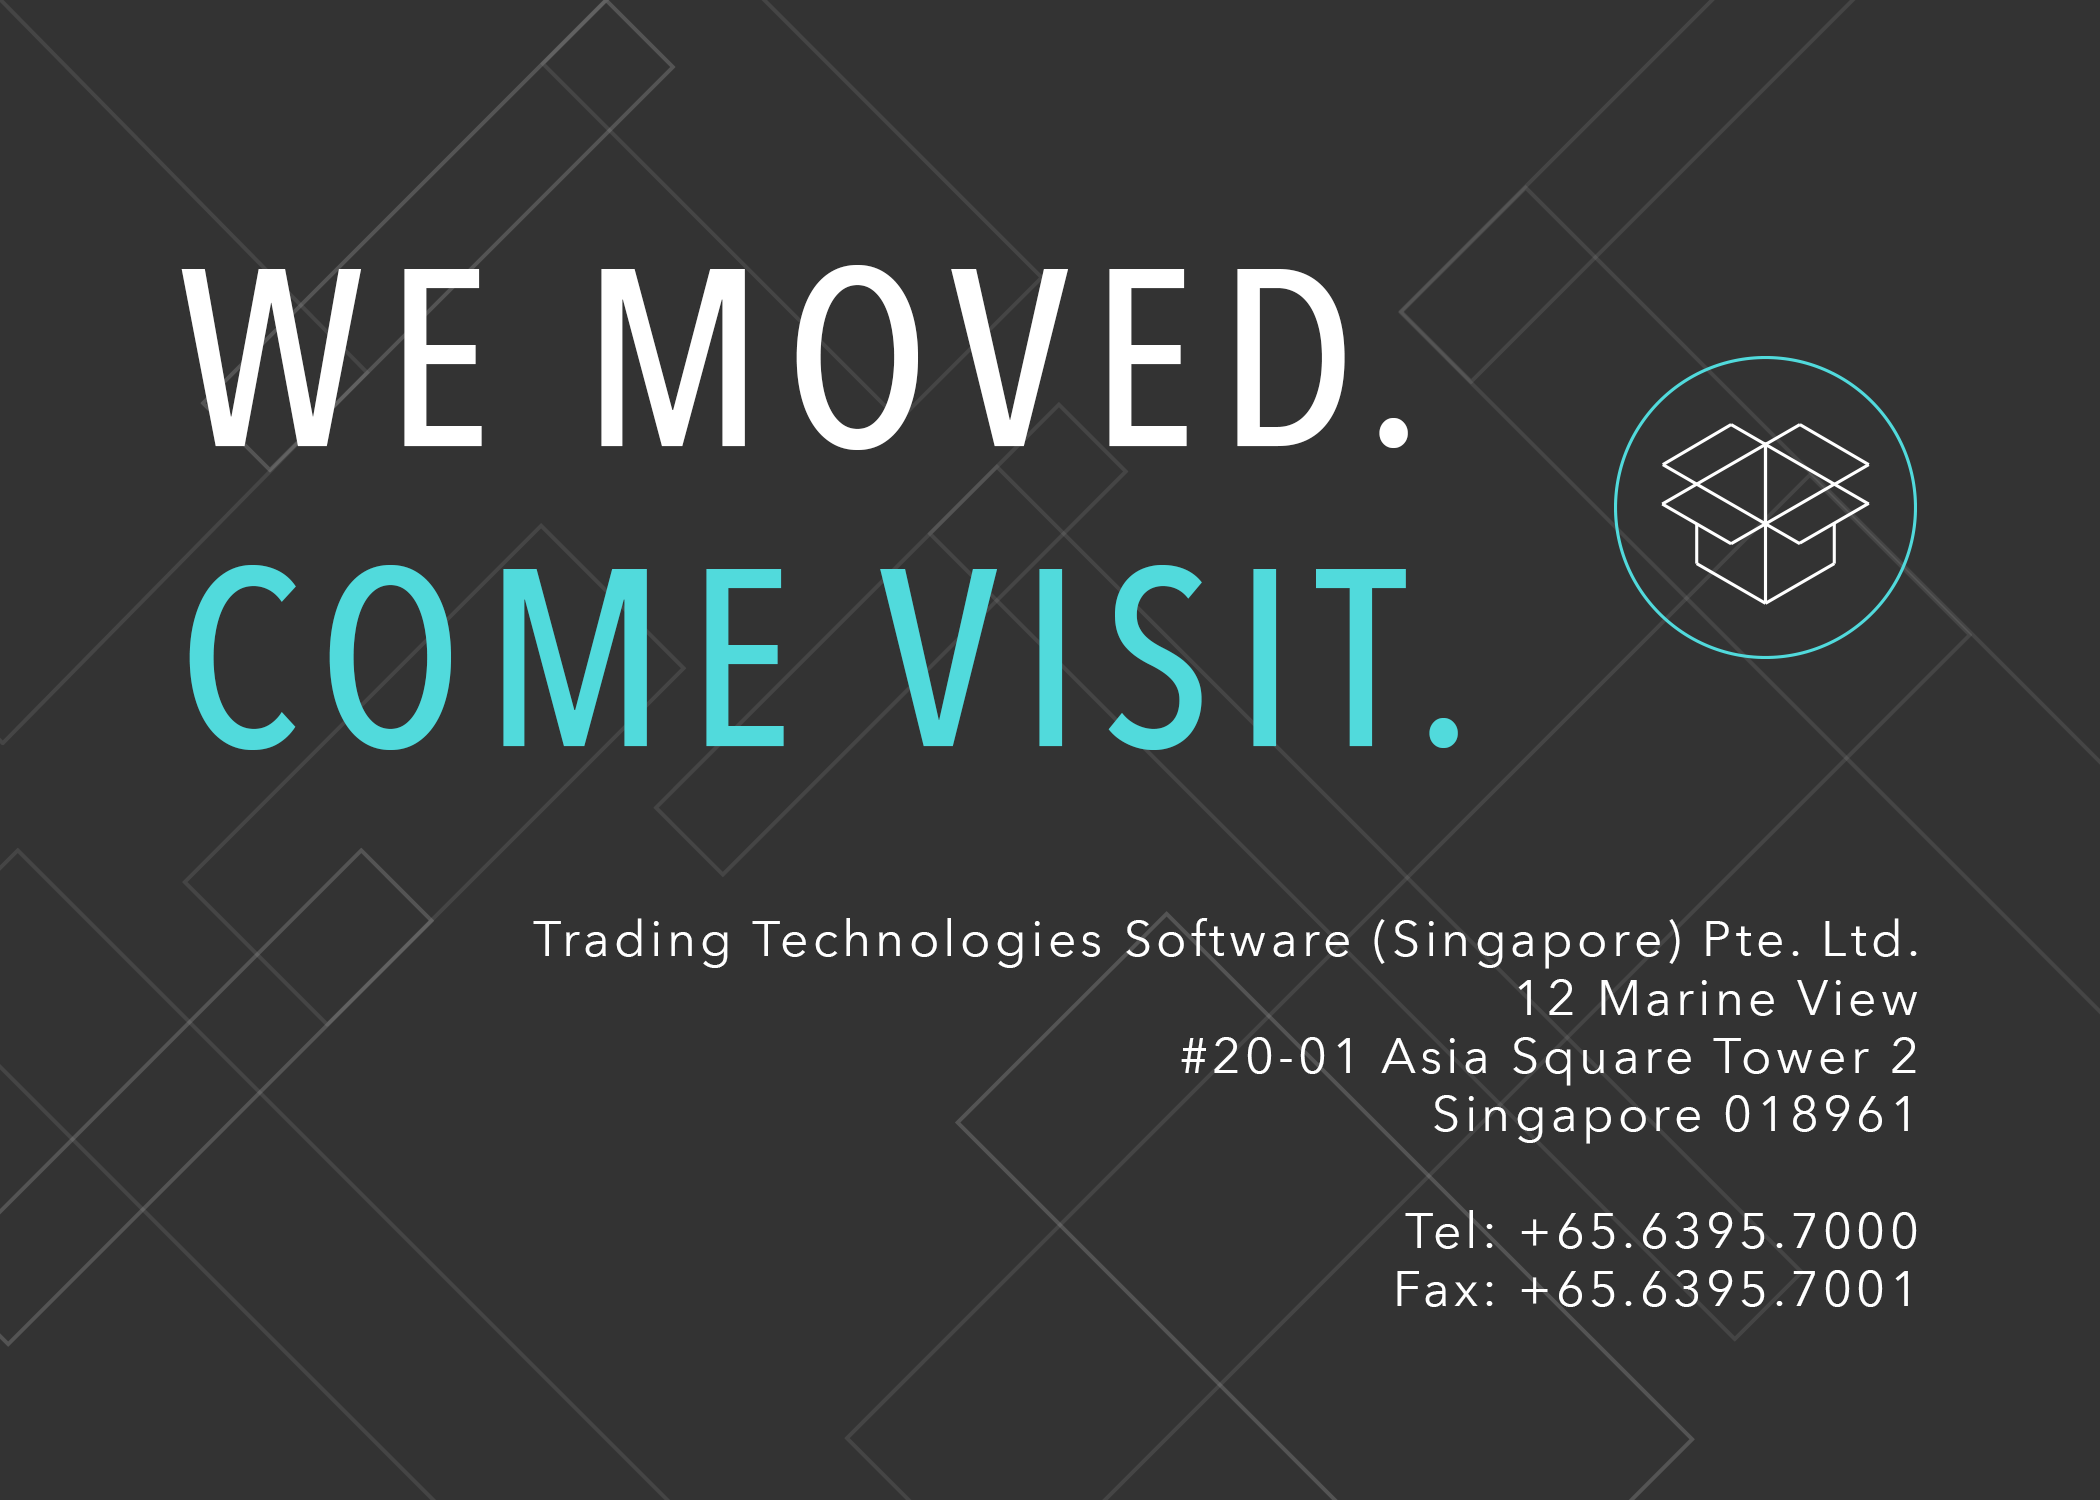 WE MOVED.
COME VISIT.
Trading Technologies Software (Singapore) Pte. Ltd.
12 Marine View
#20-01 Asia Square Tower 2
Singapore 018961
Tel: +65.6395.7000
Fax: +65.6395.7001